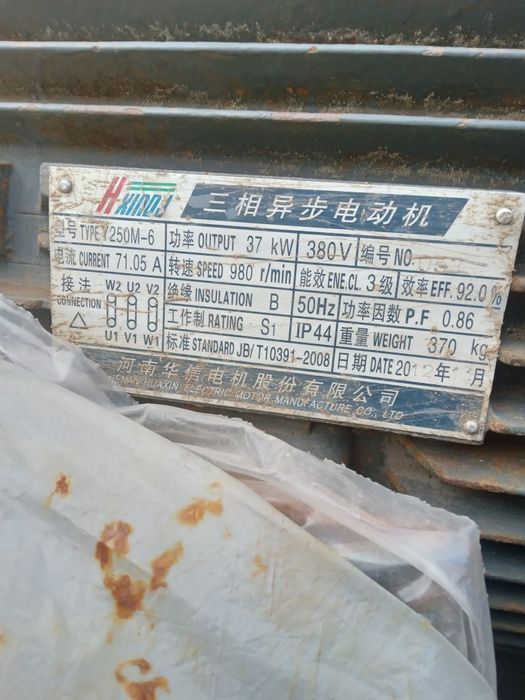 HXINDJ 三相异步电动机
型号 TYPE Y250M-6 功率 OUTPUT 37 kW 380V 编号 NO
电流 CURRENT 71.05 A 转速 SPEED 980 r/min 能效 ENE.CL. 3级 效率 EFF. 92.0 %
接法 CONNECTION △ W2 U2 V2 绝缘 INSULATION B 50Hz 功率因数 P.F 0.86
U1 V1 W1 工作制 RATING S1 IP44 重量 WEIGHT 370 kg
标准 STANDARD JB/T10391-2008 日期 DATE 2012年 月
河南华信电机股份有限公司
HENAN HUAXIN ELECTRIC MOTOR MANUFACTURE CO., LTD